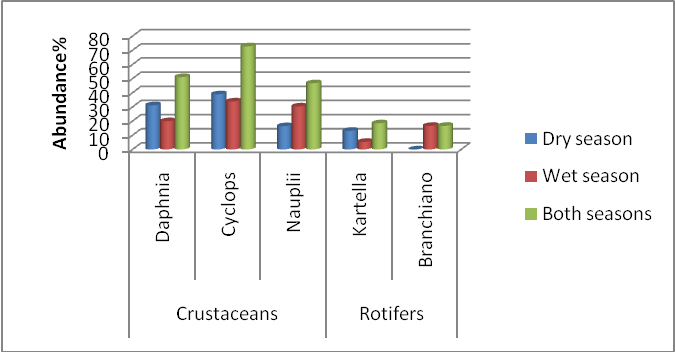 Abundance%
80
70
60
50
40
30
20
10
0
Daphnia
Cyclops
Nauplii
Kartella
Branchiano
Crustaceans
Rotifers
Dry season
Wet season
Both seasons